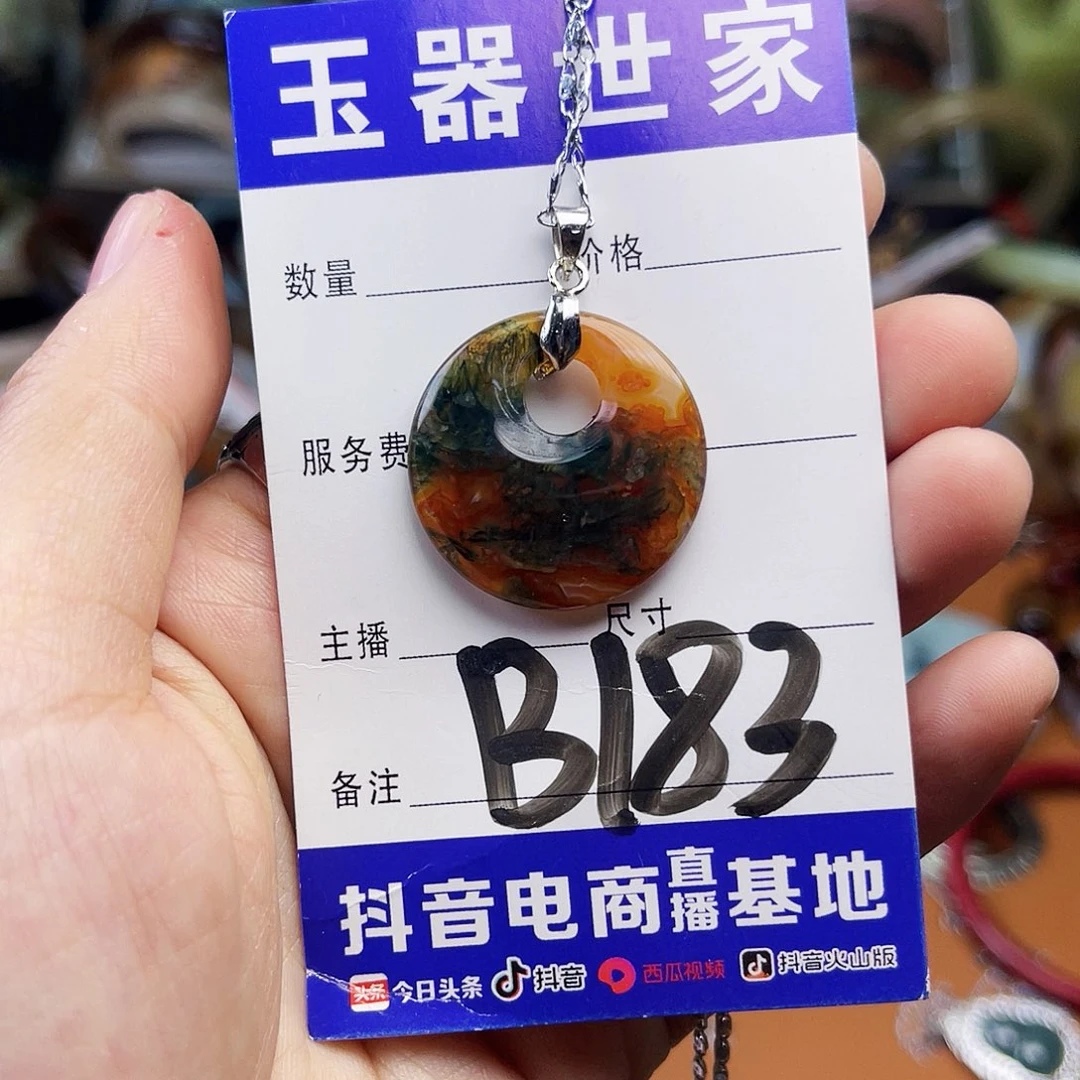 玉器世家
数量 价格
服务费
主播 尺寸
B183
备注
抖音电商直播基地
头条 今日头条 抖音 西瓜视频 抖音火山版